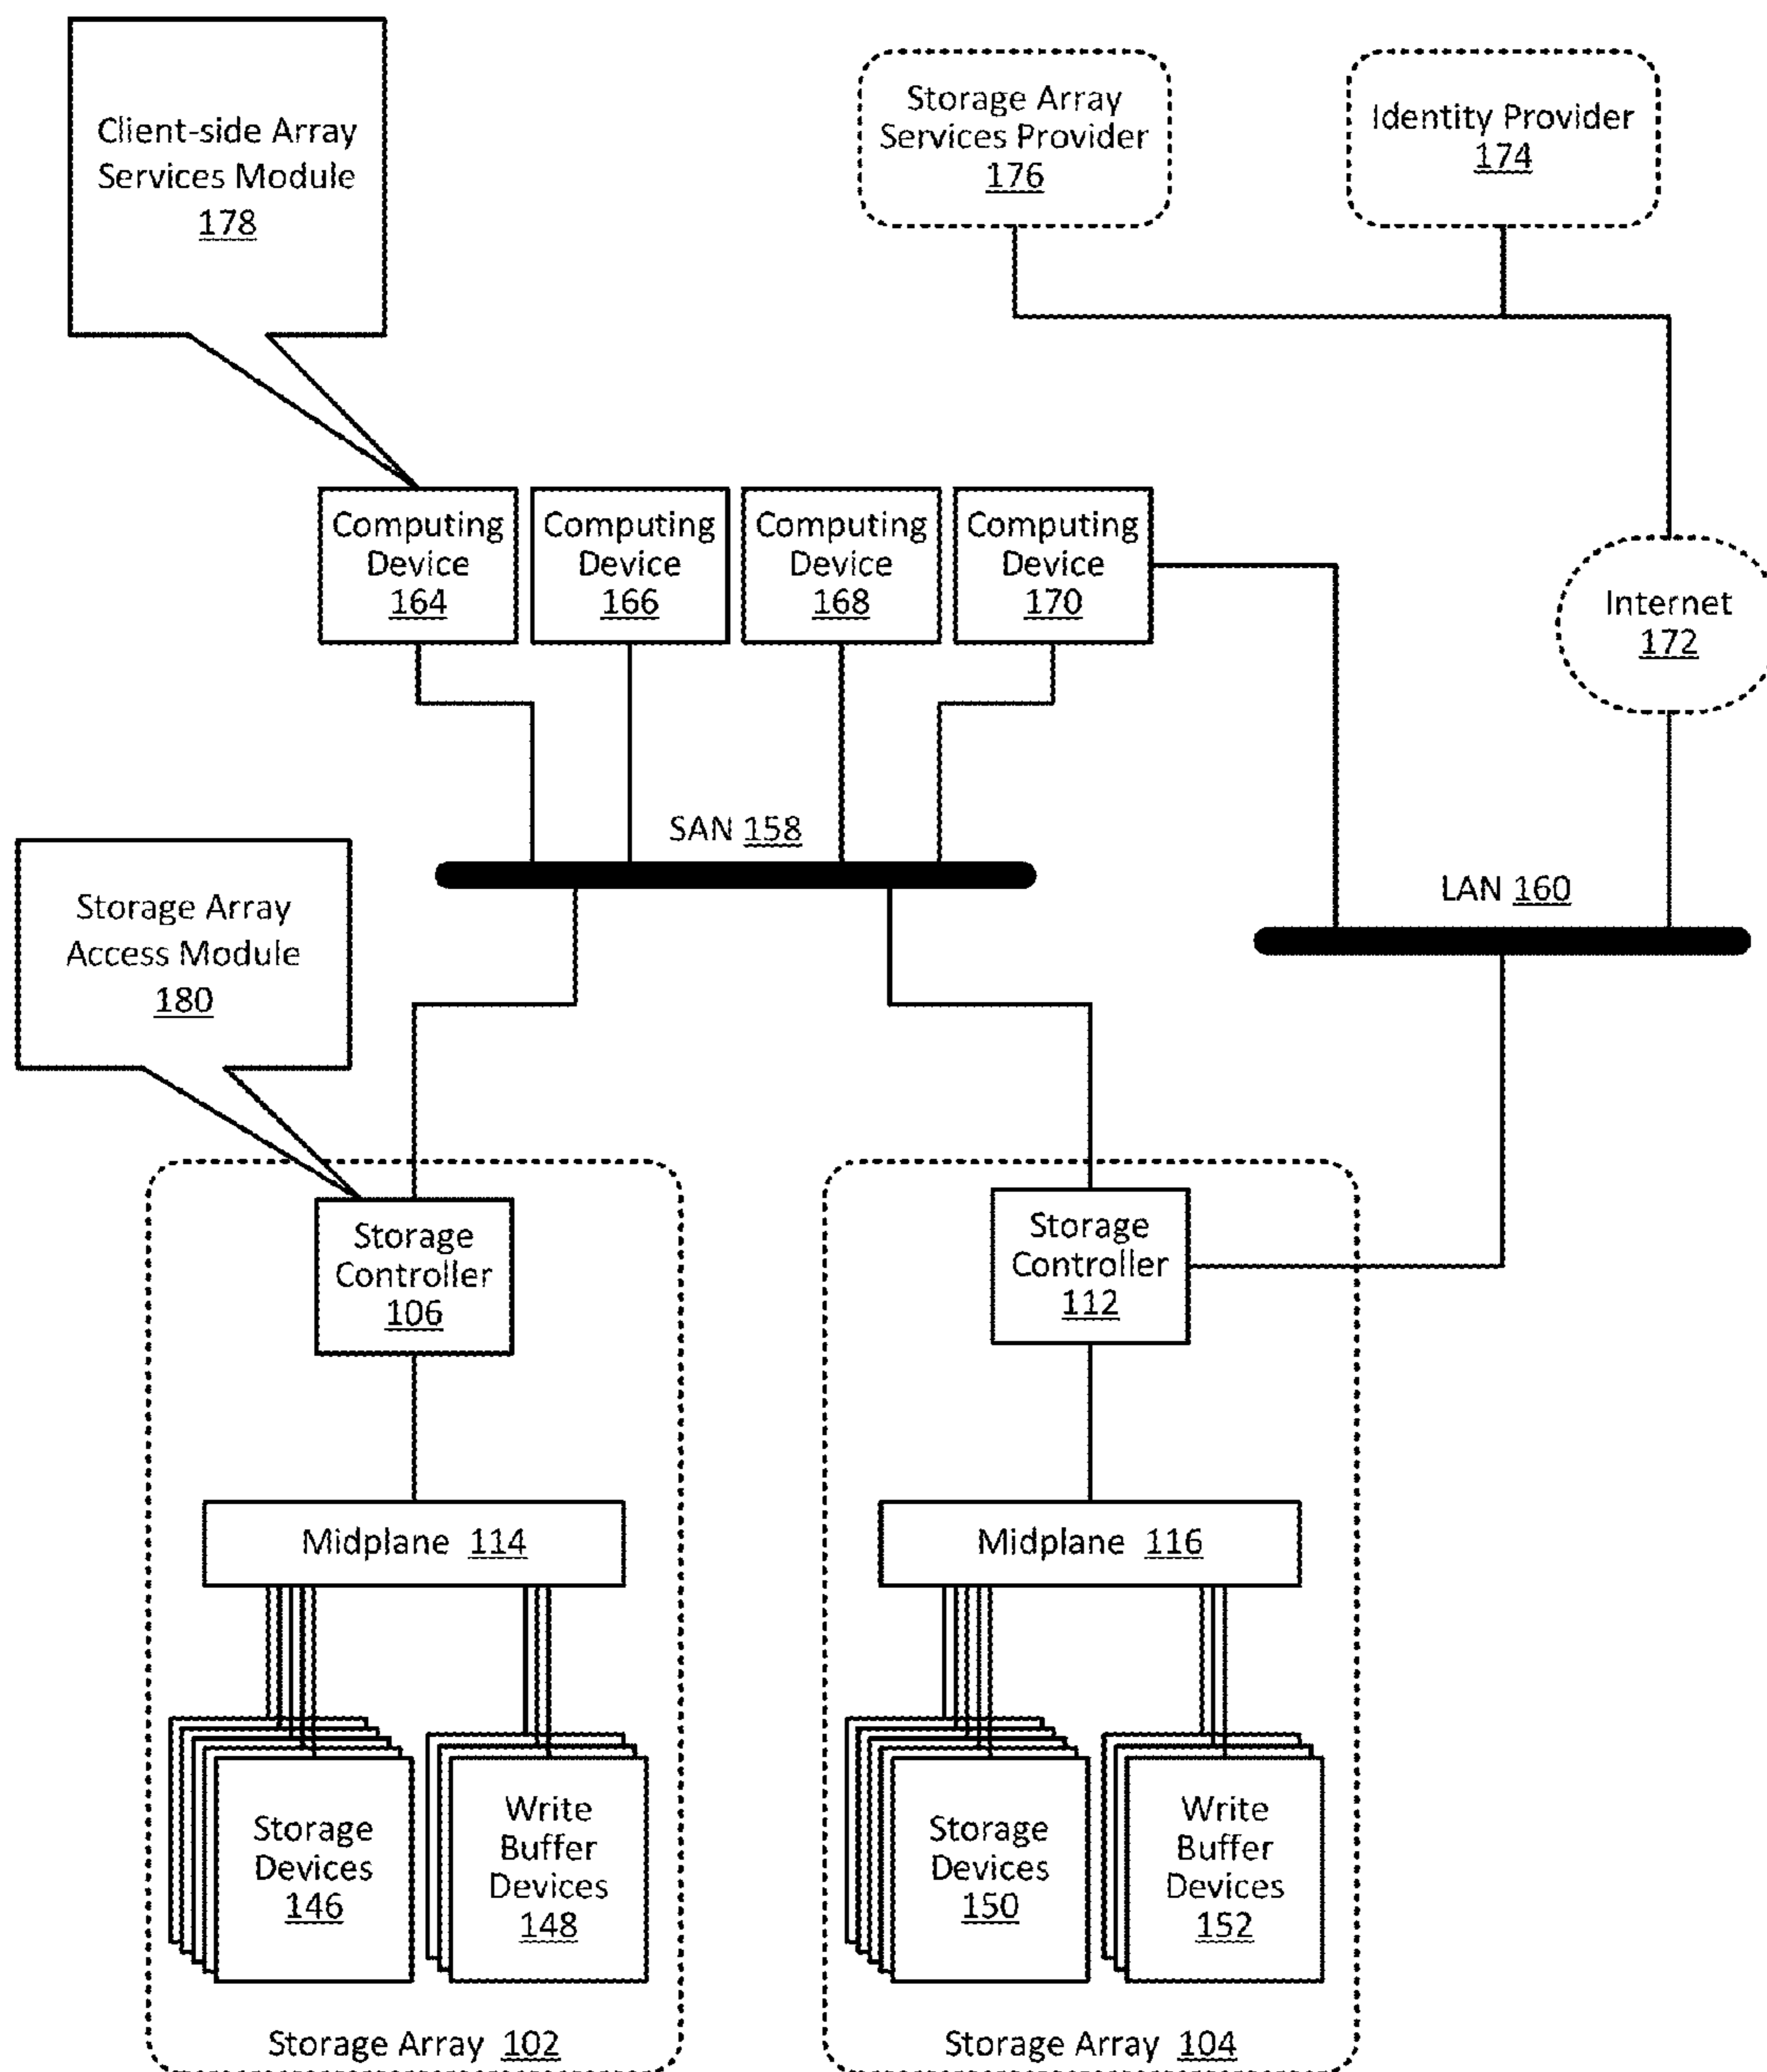 Client-side Array
Services Module
178
Storage Array
Services Provider
176
Identity Provider
174
Computing
Device
164
Computing
Device
166
Computing
Device
168
Computing
Device
170
Internet
172
SAN 158
LAN 160
Storage Array
Access Module
180
Storage
Controller
106
Storage
Controller
112
Midplane 114
Midplane 116
Storage
Devices
146
Write
Buffer
Devices
148
Storage
Devices
150
Write
Buffer
Devices
152
Storage Array 102
Storage Array 104